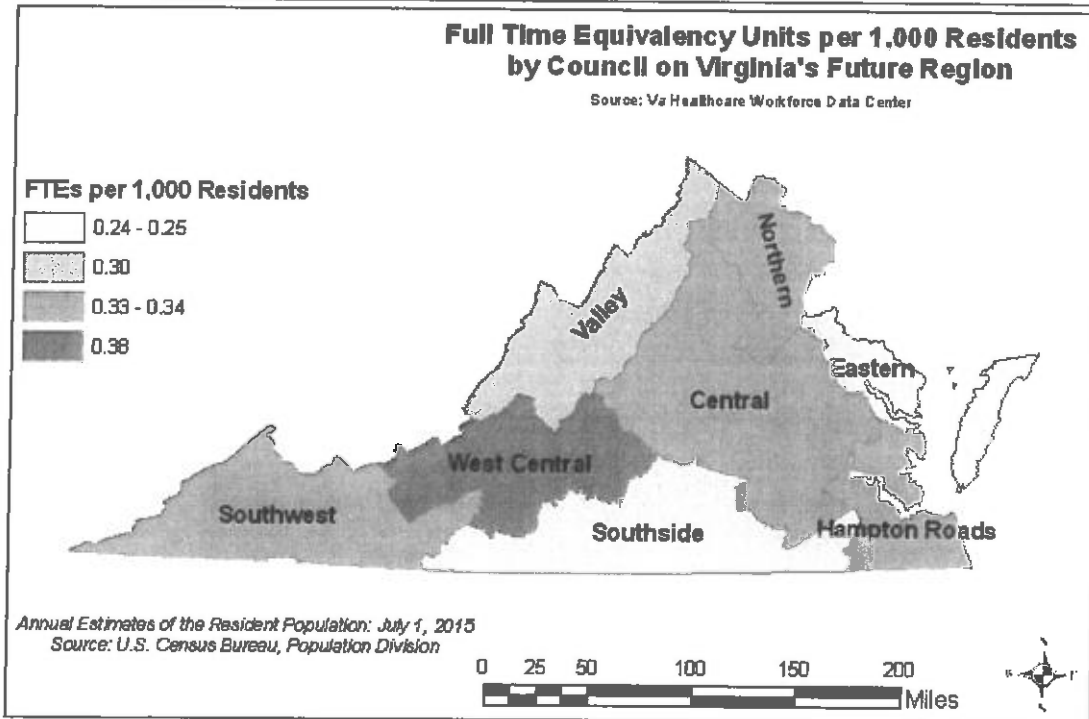 Full Time Equivalency Units per 1,000 Residents
by Council on Virginia's Future Region
Source: Va Healthcare Workforce Data Center
FTEs per 1,000 Residents
0.24 - 0.25
0.30
0.33 - 0.34
0.38
Northern
Valley
Eastern
Central
West Central
Southwest
Southside
Hampton Roads
Annual Estimates of the Resident Population: July 1, 2015
Source: U.S. Census Bureau, Population Division
0 25 50 100 150 200
Miles